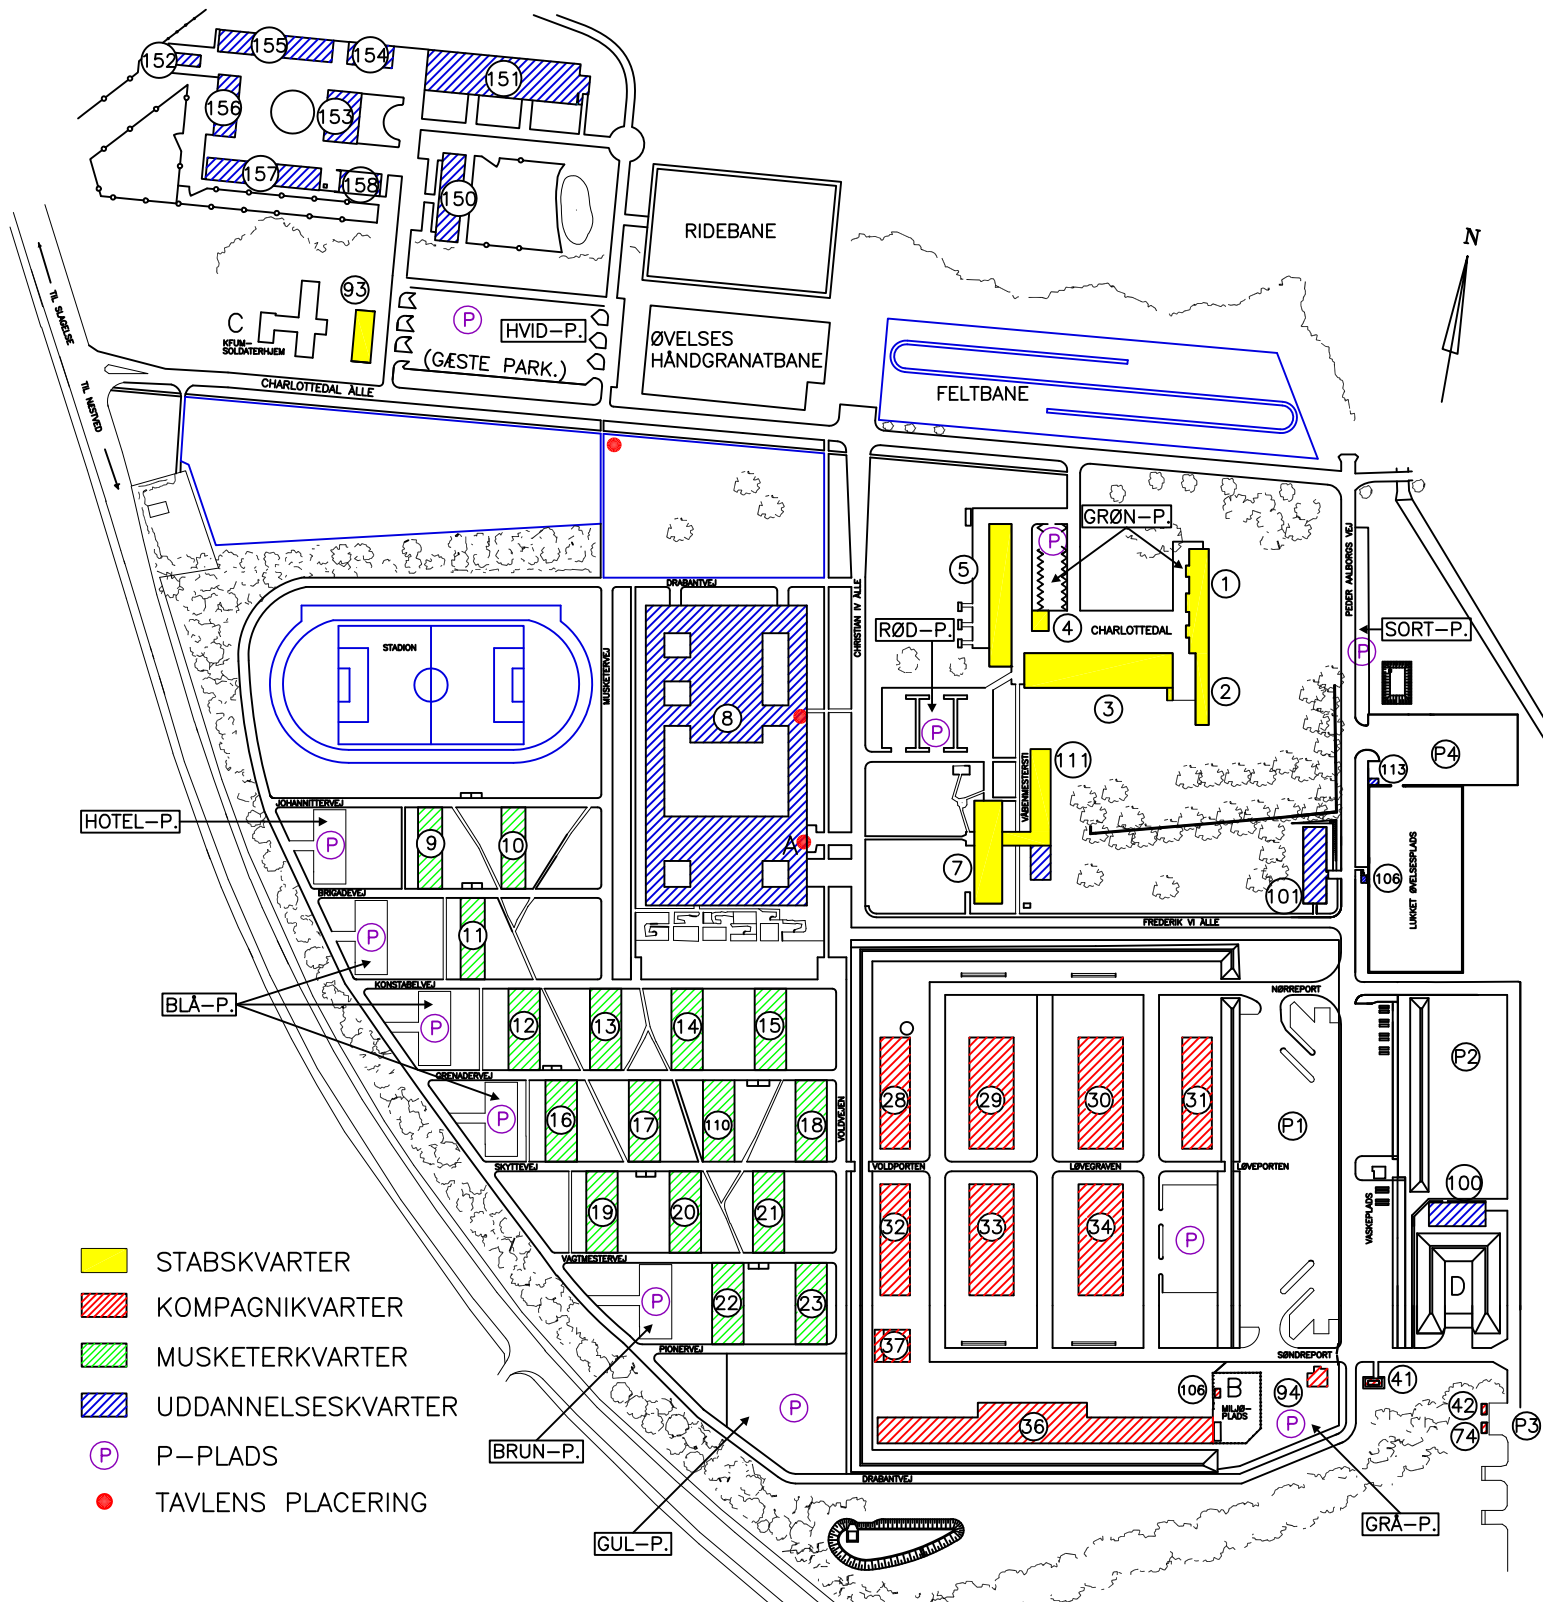 155
154
152
151
156
153
157
158
150
RIDEBANE
N
93
C
KFUM-
SOLDATERHJEM
P
HVID-P.
(GÆSTE PARK.)
ØVELSES
HÅNDGRANATBANE
FELTBANE
TIL SLAGELSE
TIL NÆSTVED
CHARLOTTEDAL ALLE
GRØN-P.
P
5
1
4
CHARLOTTEDAL
RØD-P.
SORT-P.
P
PEDER AALBORGS VEJ
DRABANTVEJ
CHRISTIAN IV ALLE
STADION
MUSKETERVEJ
8
P
3
2
111
VÅBENMESTERSTI
P4
113
JOHANNITTERVEJ
HOTEL-P.
P
9
10
A
7
101
106
LUKKET ØVELSESPLADS
BRIGADEVEJ
P
11
FREDERIK VI ALLE
KONSTABELVEJ
BLÅ-P.
P
12
13
14
15
NØRREPORT
28
29
30
31
P1
P2
GRENADERVEJ
P
16
17
110
18
VOLDVEJEN
SKYTTEVEJ
VOLDPORTEN
LØVEGRAVEN
LØVEPORTEN
19
20
21
32
33
34
P
VASKEPLADS
100
D
VAGTMESTERVEJ
P
22
23
37
PIONERVEJ
SØNDREPORT
106
B
MILJØ-
PLADS
94
41
42
74
P3
P
36
P
DRABANTVEJ
BRUN-P.
GUL-P.
GRÅ-P.
STABSKVARTER
KOMPAGNIKVARTER
MUSKETERKVARTER
UDDANNELSESKVARTER
P P-PLADS
TAVLENS PLACERING